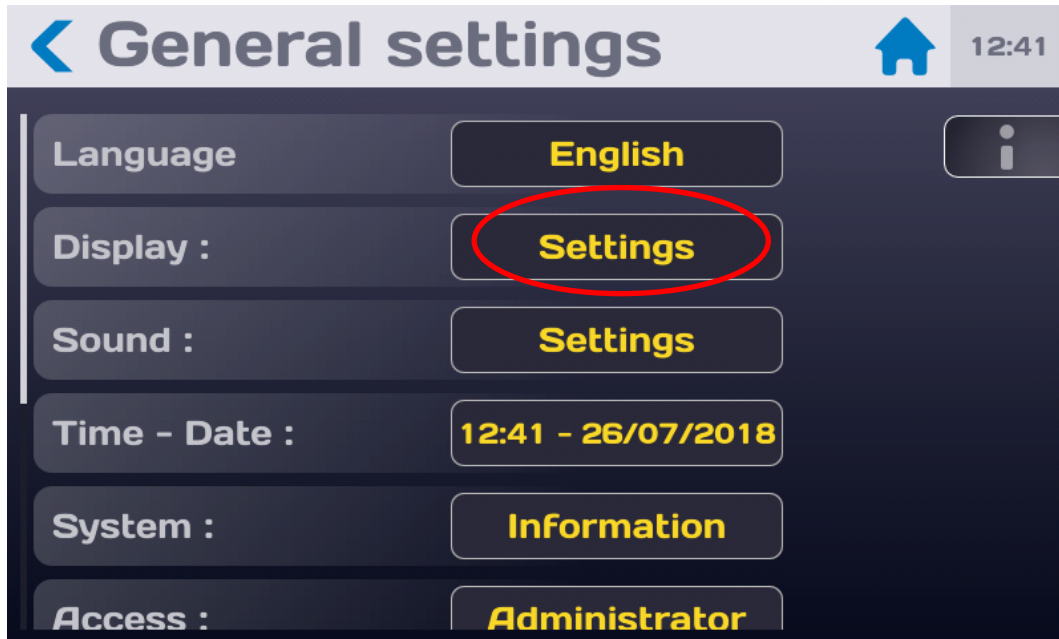 General settings
12:41
Language English
Display : Settings
Sound : Settings
Time - Date : 12:41 - 26/07/2018
System : Information
Access : Administrator